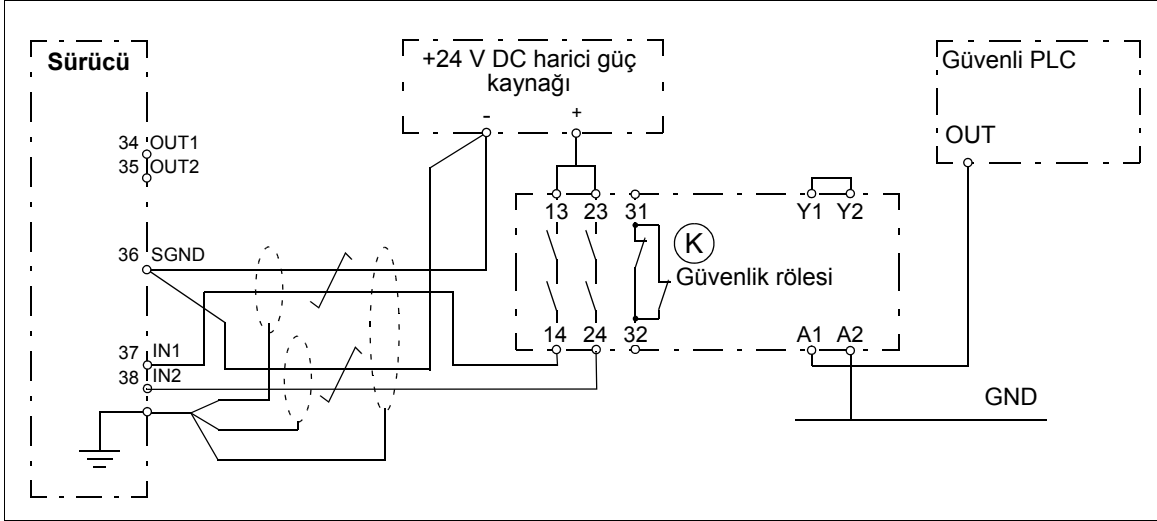 Sürücü
+24 V DC harici güç
kaynağı
- +
Güvenli PLC
OUT
34 OUT1
35 OUT2
13 23 31
Y1 Y2
K
36 SGND
Güvenlik rölesi
14 24 32
A1 A2
37 IN1
38 IN2
GND